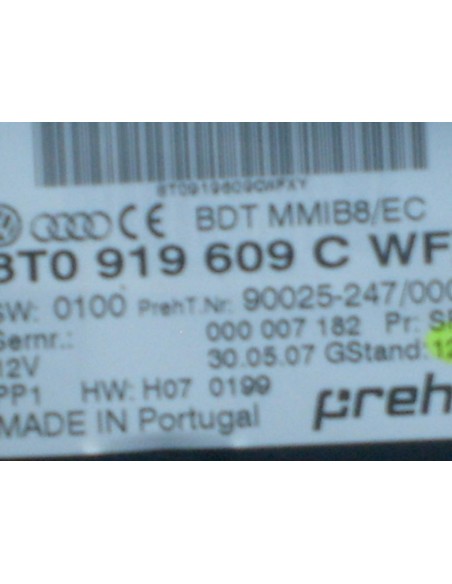 8T0919609CWFXY
BDT MMIB8/EC
8T0 919 609 C WF
SW: 0100 PrehT.Nr: 90025-247/000
Sernr.: 000 007 182 Pr:
12V 30.05.07 GStand: 12
PP1 HW: H07 0199
MADE IN Portugal preh